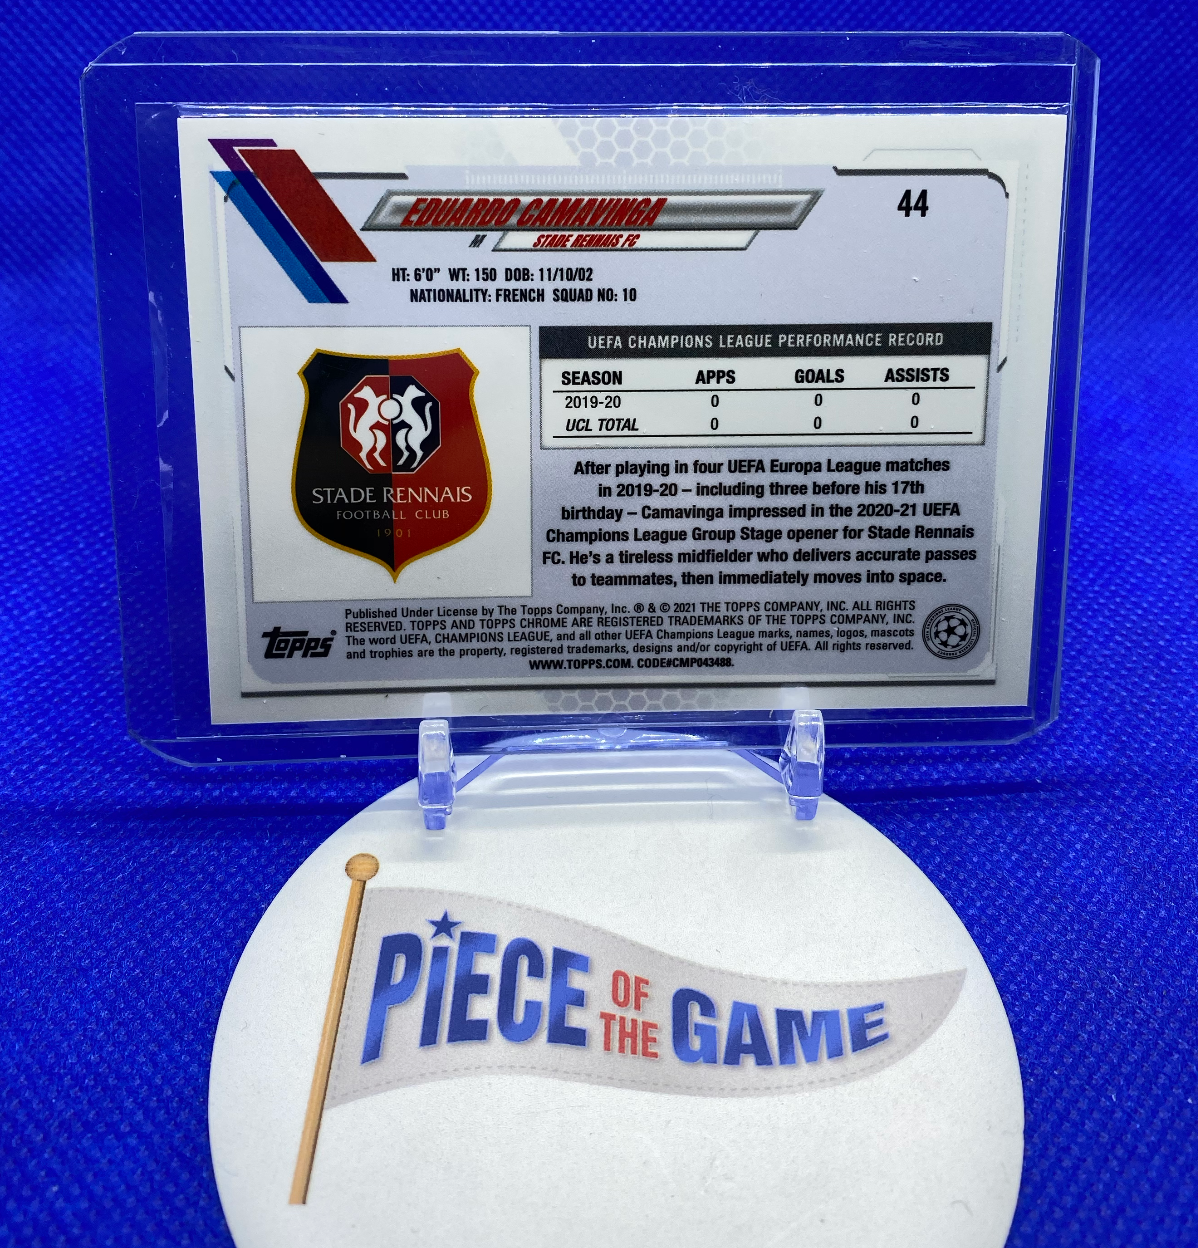 44
EDUARDO CAMAVINGA
M STADE RENNAIS FC
HT: 6'0" WT: 150 DOB: 11/10/02
NATIONALITY: FRENCH SQUAD NO: 10
STADE RENNAIS
FOOTBALL CLUB
1901
UEFA CHAMPIONS LEAGUE PERFORMANCE RECORD
SEASON APPS GOALS ASSISTS
2019-20 0 0 0
UCL TOTAL 0 0 0
After playing in four UEFA Europa League matches
in 2019-20 – including three before his 17th
birthday – Camavinga impressed in the 2020-21 UEFA
Champions League Group Stage opener for Stade Rennais
FC. He's a tireless midfielder who delivers accurate passes
to teammates, then immediately moves into space.
Topps®
Published Under License by The Topps Company, Inc. ® & © 2021 THE TOPPS COMPANY, INC. ALL RIGHTS
RESERVED. TOPPS AND TOPPS CHROME ARE REGISTERED TRADEMARKS OF THE TOPPS COMPANY, INC.
The word UEFA, CHAMPIONS LEAGUE, and all other UEFA Champions League marks, names, logos, mascots
and trophies are the property, registered trademarks, designs and/or copyright of UEFA. All rights reserved.
WWW.TOPPS.COM. CODE#CMP043488.
PiECE OF THE GAME